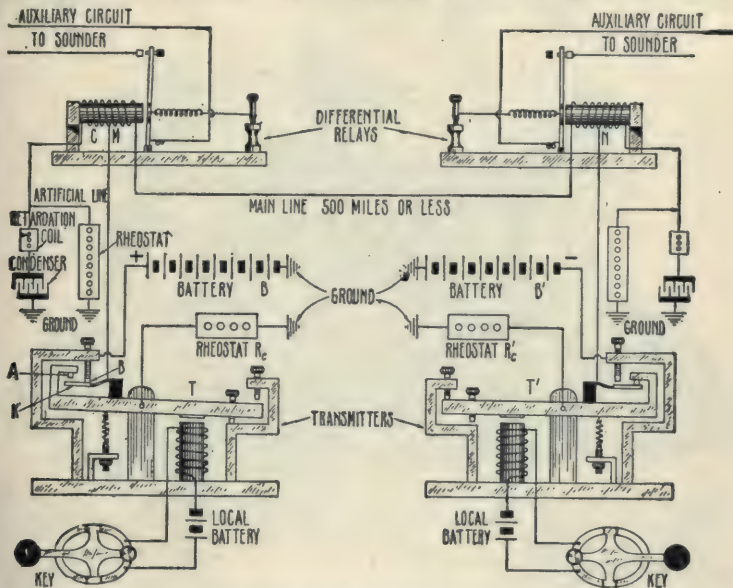 AUXILIARY CIRCUIT
TO SOUNDER
AUXILIARY CIRCUIT
TO SOUNDER
DIFFERENTIAL
RELAYS
C M
N
MAIN LINE 500 MILES OR LESS
ARTIFICIAL LINE
RETARDATION
COIL
RHEOSTAT
CONDENSER
GROUND
+
BATTERY B
GROUND
BATTERY B'
−
GROUND
RHEOSTAT Rc
RHEOSTAT R'c
A
B
K
T
T'
TRANSMITTERS
LOCAL
BATTERY
LOCAL
BATTERY
KEY
KEY